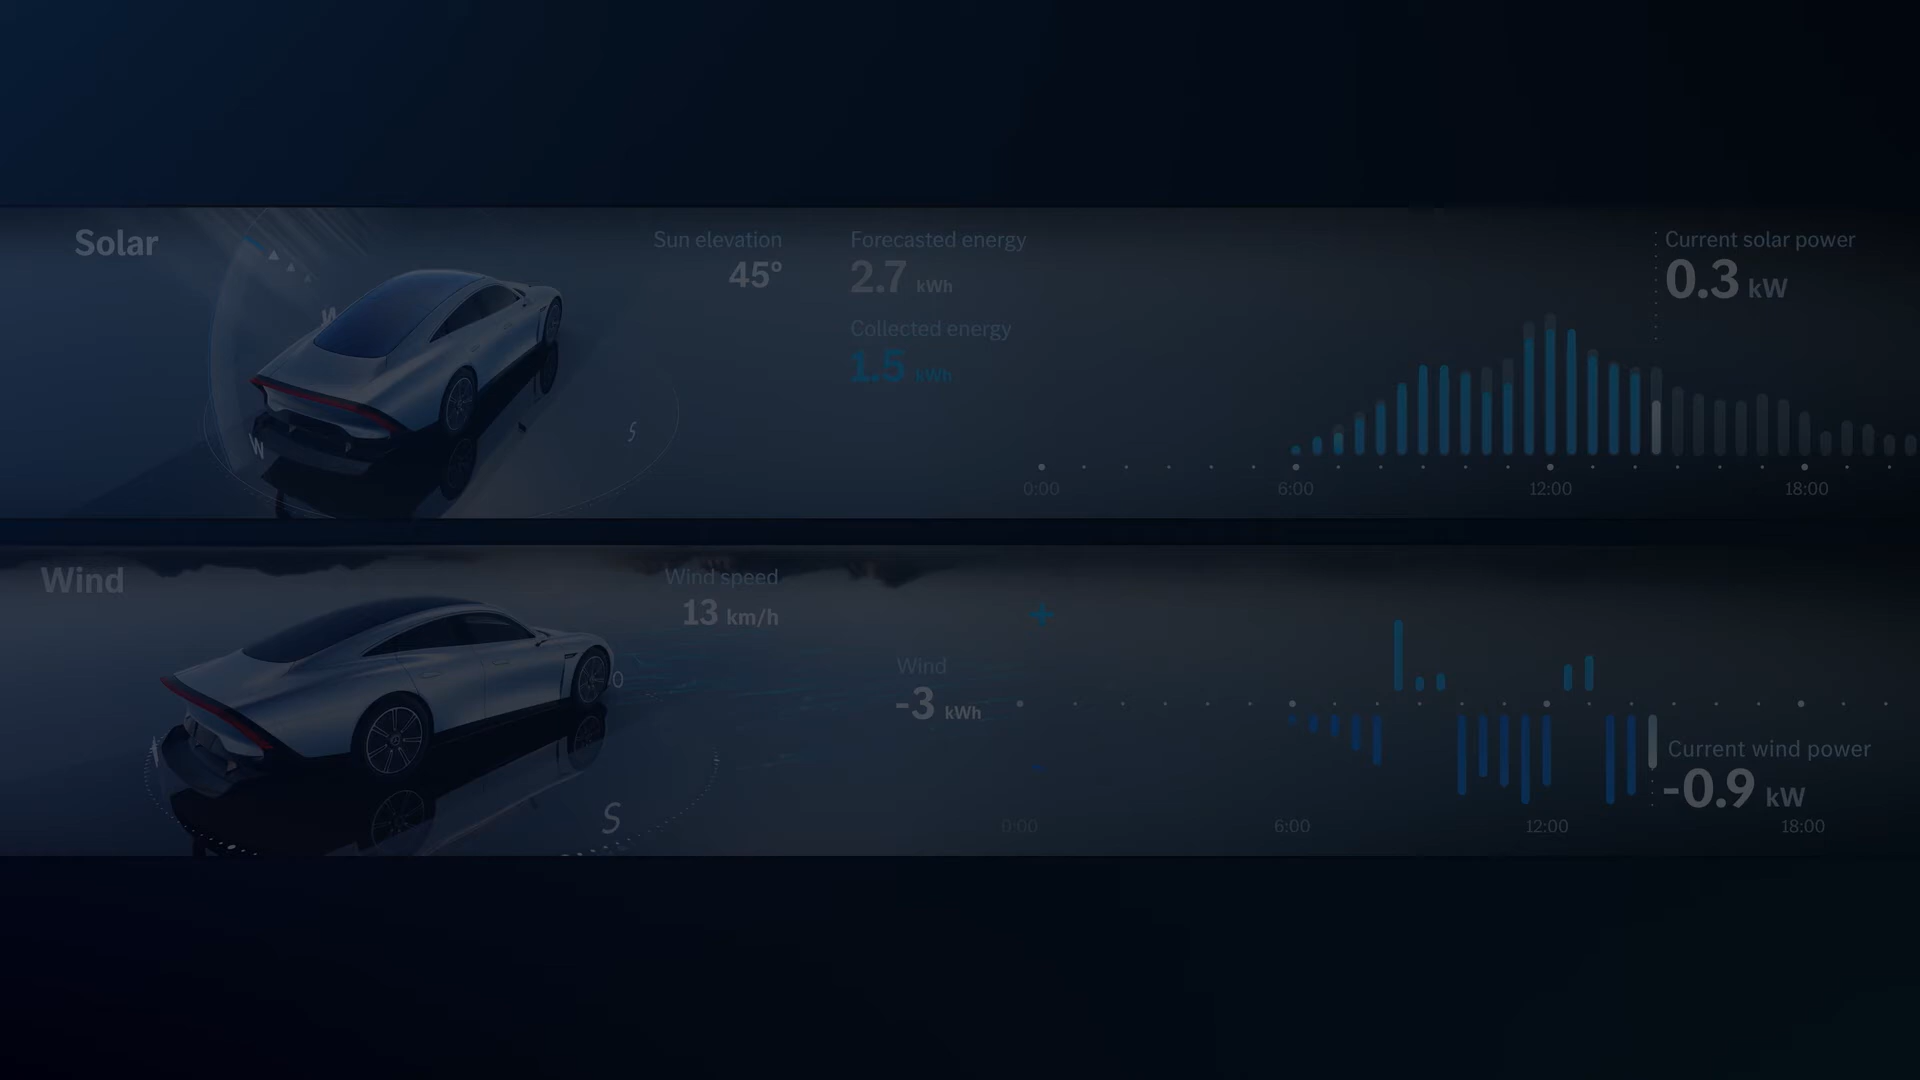 Solar
Sun elevation
45°
Forecasted energy
2.7 kWh
Collected energy
1.5 kWh
Current solar power
0.3 kW
W
W
S
0:00
6:00
12:00
18:00
Wind
Wind speed
13 km/h
Wind
-3 kWh
Current wind power
-0.9 kW
0
S
0:00
6:00
12:00
18:00